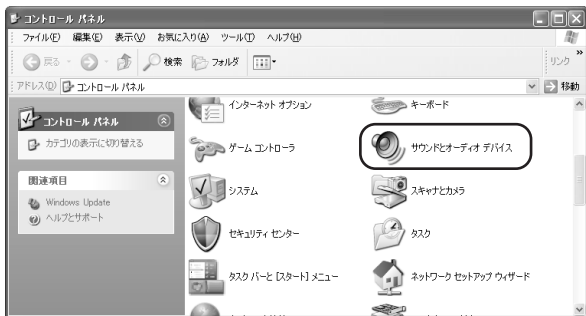 コントロール パネル
ファイル(F) 編集(E) 表示(V) お気に入り(A) ツール(T) ヘルプ(H)
戻る 検索 フォルダ リンク »
アドレス(D) コントロール パネル 移動
コントロール パネル
カテゴリの表示に切り替える
関連項目
Windows Update
ヘルプとサポート
インターネット オプション
キーボード
ゲーム コントローラ
サウンドとオーディオ デバイス
システム
スキャナとカメラ
セキュリティ センター
タスク
タスク バーと [スタート] メニュー
ネットワーク セットアップ ウィザード